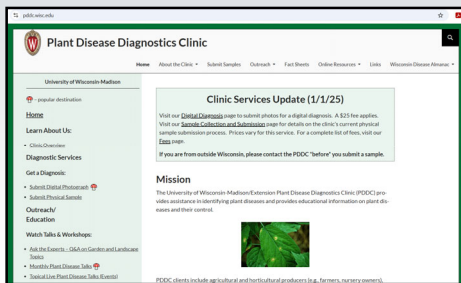 pddc.wisc.edu
Plant Disease Diagnostics Clinic
Home About the Clinic Submit Samples Outreach Fact Sheets Online Resources Links Wisconsin Disease Almanac
University of Wisconsin-Madison
- popular destination
Home
Learn About Us:
Clinic Overview
Diagnostic Services
Get a Diagnosis:
Submit Digital Photograph
Submit Physical Sample
Outreach/
Education
Watch Talks & Workshops:
Ask the Experts – Q&A on Garden and Landscape
Topics
Monthly Plant Disease Talks
Topical Live Plant Disease Talks (Events)
Clinic Services Update (1/1/25)
Visit our Digital Diagnosis page to submit photos for a digital diagnosis. A $25 fee applies.
Visit our Sample Collection and Submission page for details on the clinic's current physical
sample submission process. Prices vary for this service. For a complete list of fees, visit our
Fees page.
If you are from outside Wisconsin, please contact the PDDC *before* you submit a sample.
Mission
The University of Wisconsin-Madison/Extension Plant Disease Diagnostics Clinic (PDDC) pro-
vides assistance in identifying plant diseases and provides educational information on plant dis-
eases and their control.
PDDC clients include agricultural and horticultural producers (e.g., farmers, nursery owners),